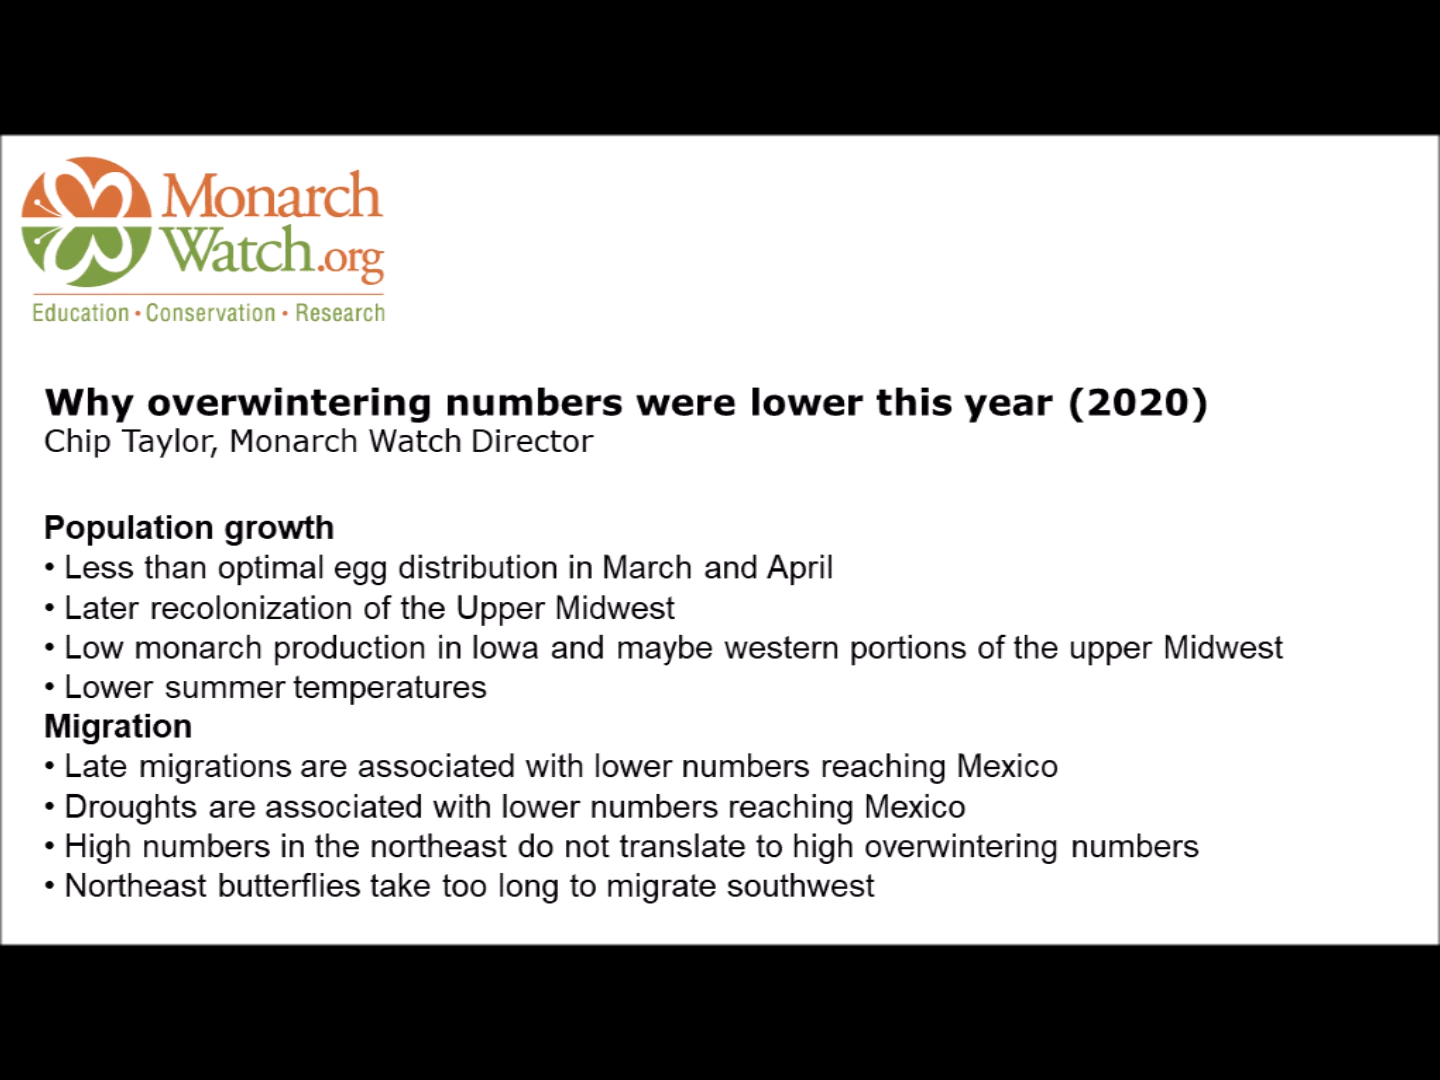 Monarch
Watch.org
Education • Conservation • Research
Why overwintering numbers were lower this year (2020)
Chip Taylor, Monarch Watch Director
Population growth
• Less than optimal egg distribution in March and April
• Later recolonization of the Upper Midwest
• Low monarch production in Iowa and maybe western portions of the upper Midwest
• Lower summer temperatures
Migration
• Late migrations are associated with lower numbers reaching Mexico
• Droughts are associated with lower numbers reaching Mexico
• High numbers in the northeast do not translate to high overwintering numbers
• Northeast butterflies take too long to migrate southwest